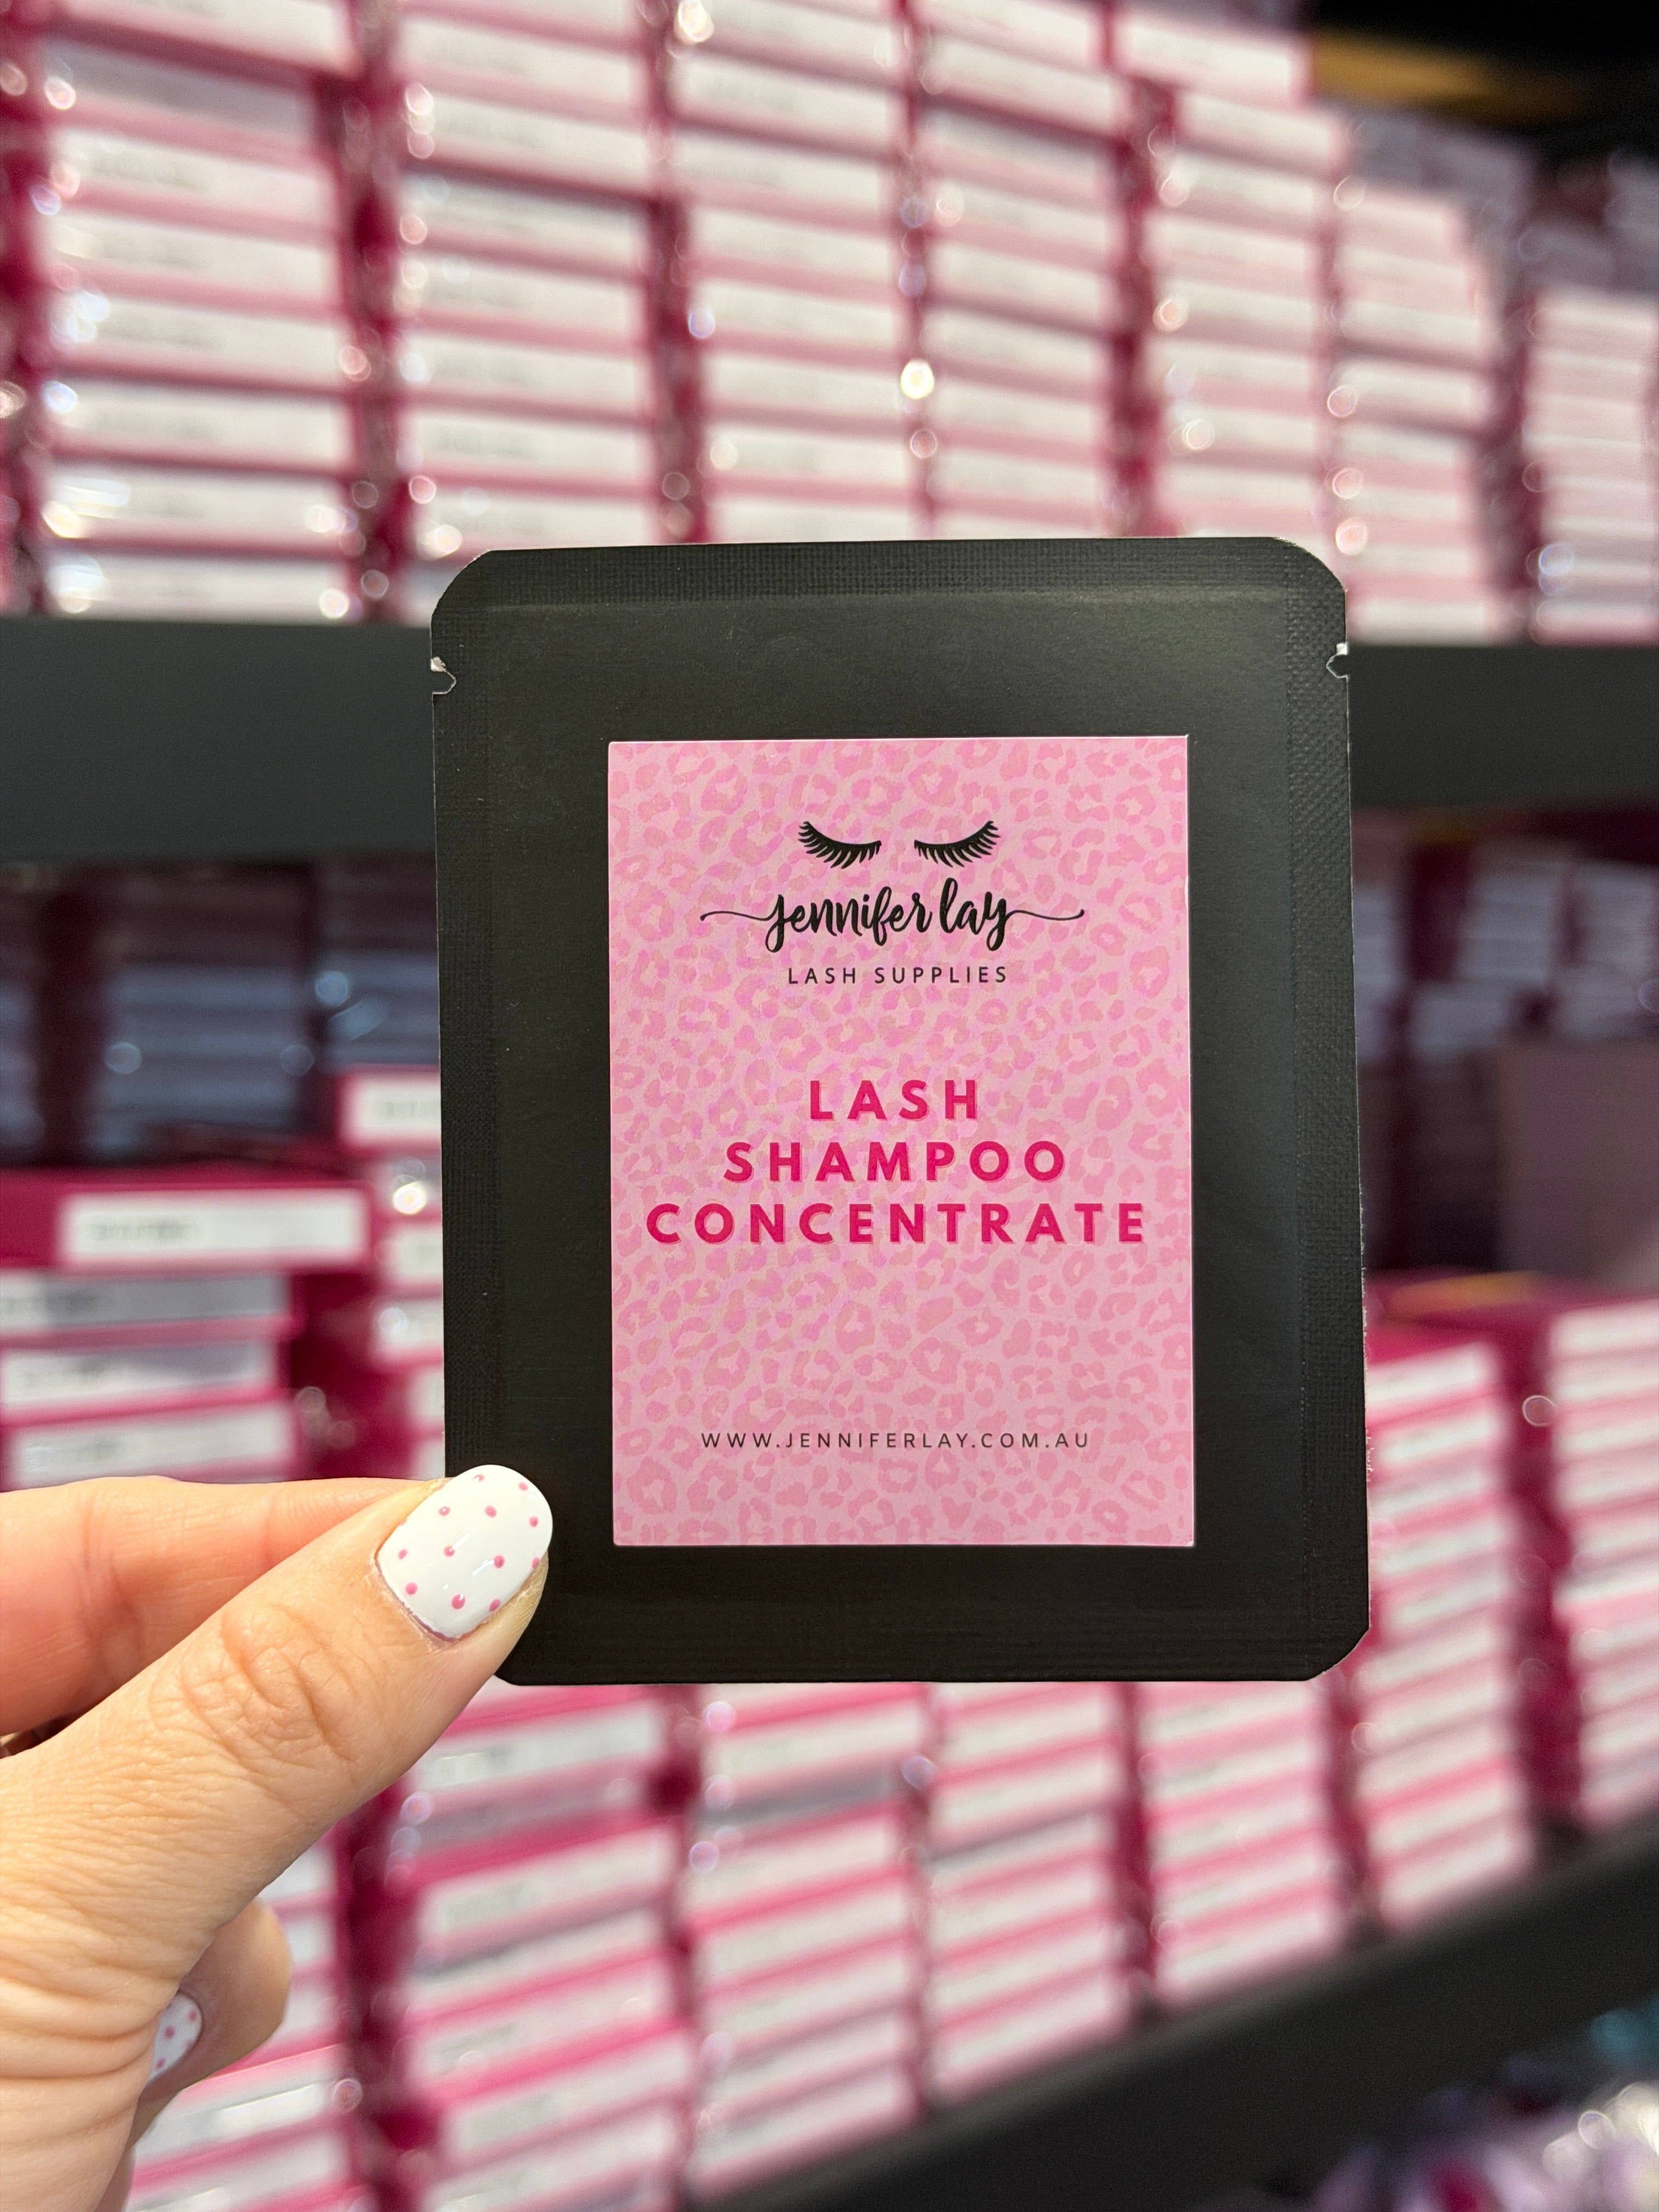 jennifer lay
LASH SUPPLIES
LASH
SHAMPOO
CONCENTRATE
WWW.JENNIFERLAY.COM.AU